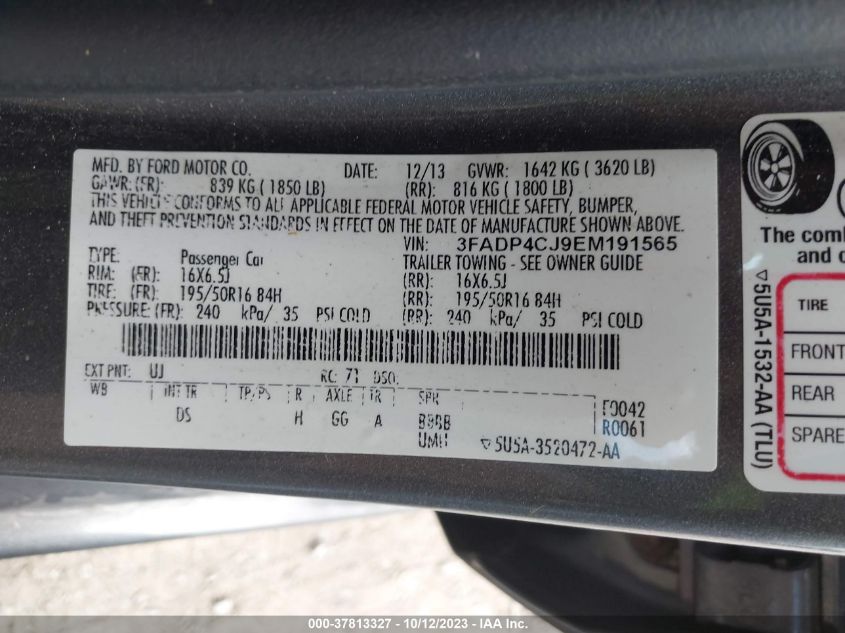 MFD. BY FORD MOTOR CO. DATE: 12/13 GVWR: 1642 KG ( 3620 LB)
GAWR: (FR): 839 KG ( 1850 LB) (RR): 816 KG ( 1800 LB)
THIS VEHICLE CONFORMS TO ALL APPLICABLE FEDERAL MOTOR VEHICLE SAFETY, BUMPER,
AND THEFT PREVENTION STANDARDS IN EFFECT ON THE DATE OF MANUFACTURE SHOWN ABOVE.
VIN: 3FADP4CJ9EM191565
TYPE: Passenger Car TRAILER TOWING - SEE OWNER GUIDE
RIM: (FR): 16X6.5J (RR): 16X6.5J
TIRE: (FR): 195/50R16 84H (RR): 195/50R16 84H
PRESSURE: (FR): 240 kPa/ 35 PSI COLD (RR): 240 kPa/ 35 PSI COLD
EXT PNT: UJ RC: 71 DSO:
WB INT TR TP/PS R AXLE TR SPR F0042
DS H GG A BBBB R0061
UMH ▽5U5A-3520472-AA
The comb
and c
TIRE
FRONT
REAR
SPARE
▽5U5A-1532-AA (TLU)
000-37813327 - 10/12/2023 - IAA Inc.